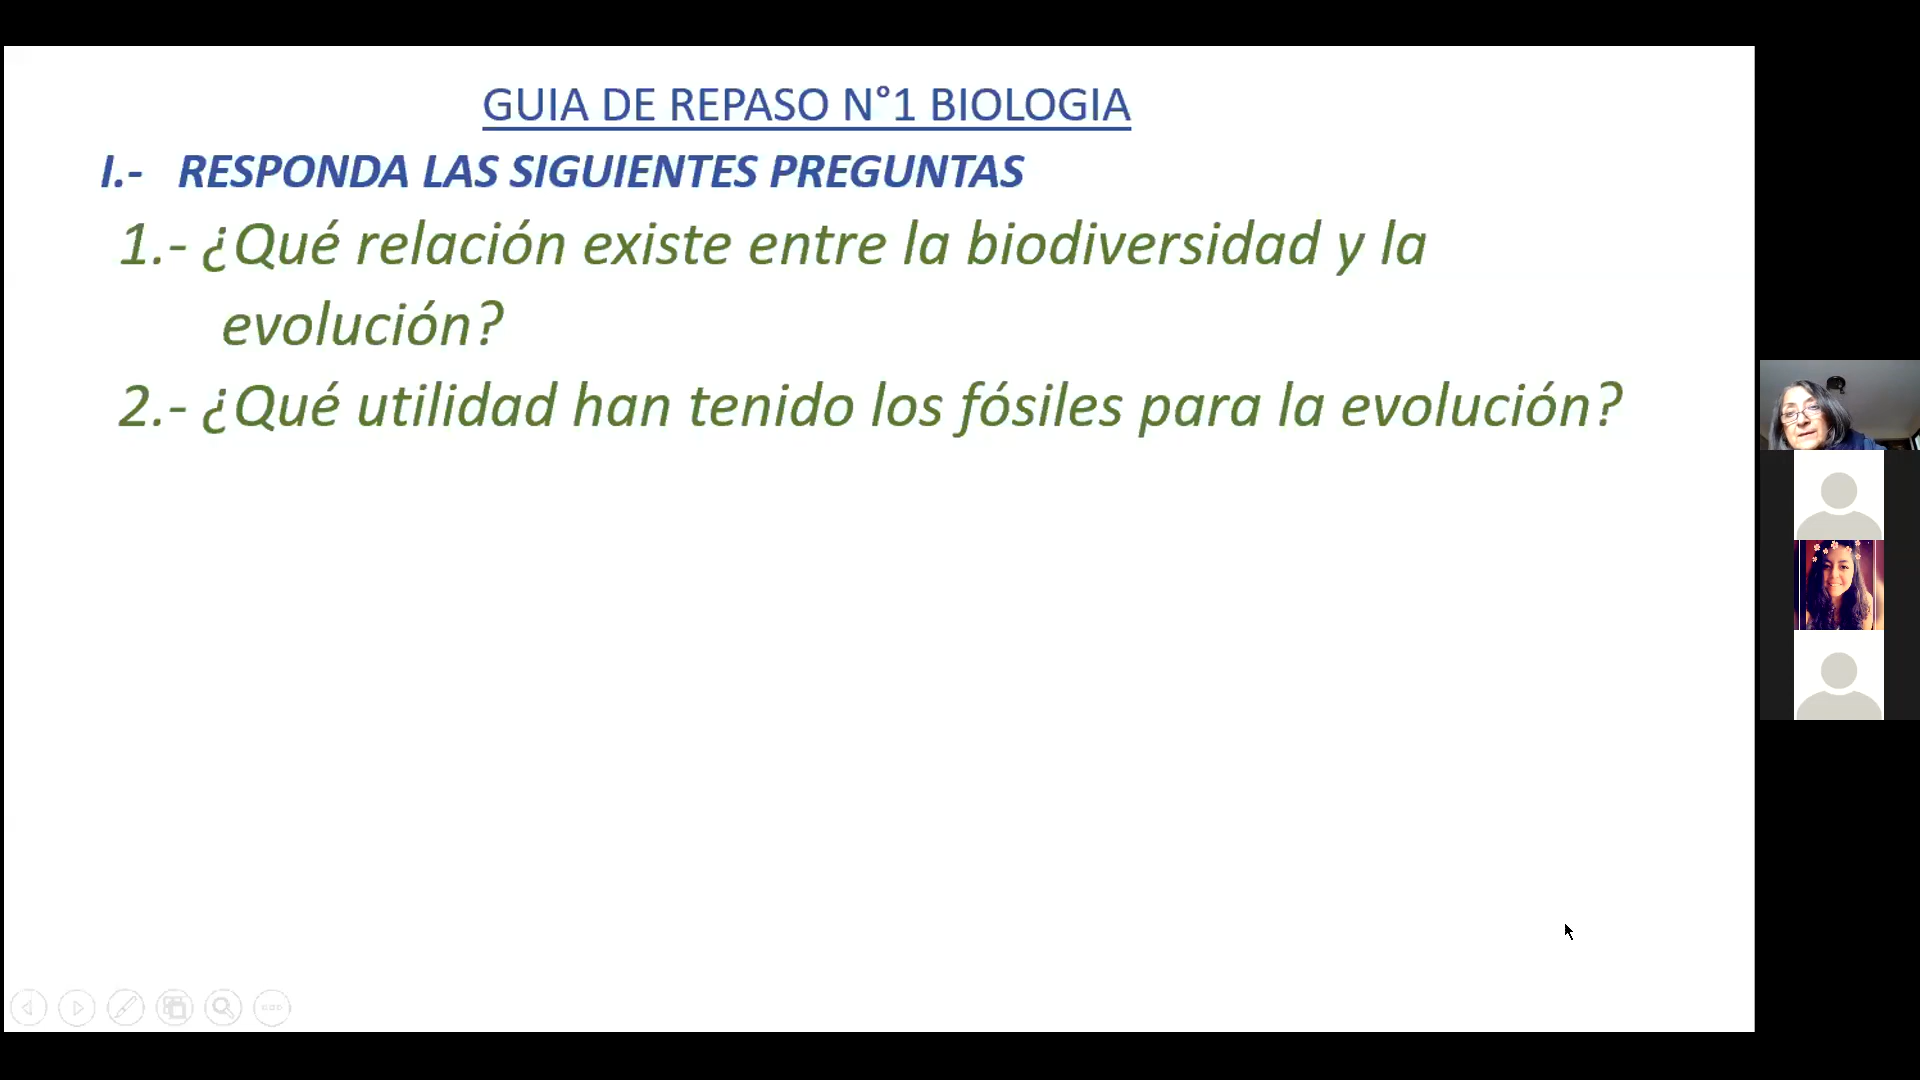 GUIA DE REPASO N°1 BIOLOGIA
I.- RESPONDA LAS SIGUIENTES PREGUNTAS
1.- ¿Qué relación existe entre la biodiversidad y la
evolución?
2.- ¿Qué utilidad han tenido los fósiles para la evolución?